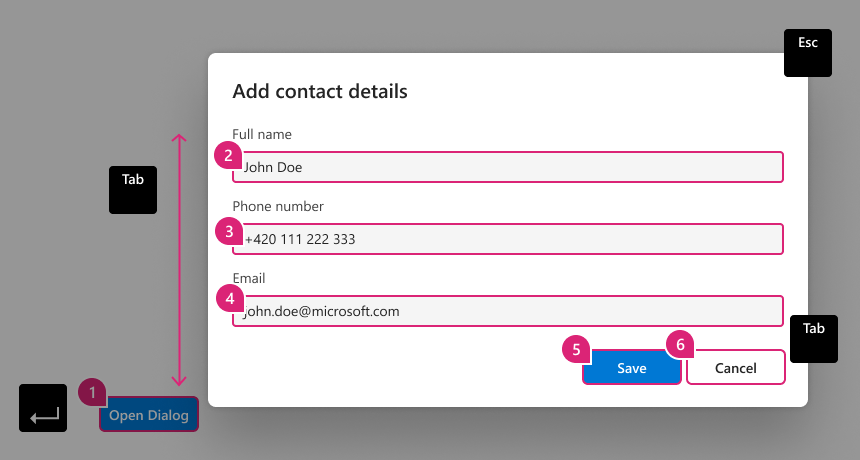 Esc
Add contact details
Full name
2
John Doe
Tab
Phone number
3
+420 111 222 333
Email
4
john.doe@microsoft.com
Tab
5
Save
6
Cancel
1
Open Dialog